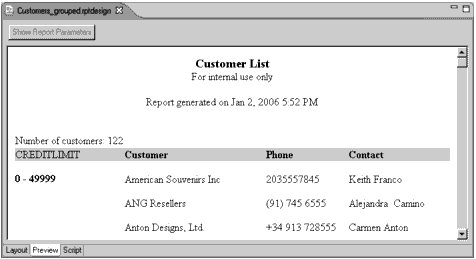 Customers_grouped.rptdesign
Show Report Parameters
Customer List
For internal use only
Report generated on Jan 2, 2006 5:52 PM
Number of customers: 122
CREDITLIMIT Customer Phone Contact
0 - 49999 American Souvenirs Inc 2035557845 Keith Franco
ANG Resellers (91) 745 6555 Alejandra Camino
Anton Designs, Ltd. +34 913 728555 Carmen Anton
Layout Preview Script